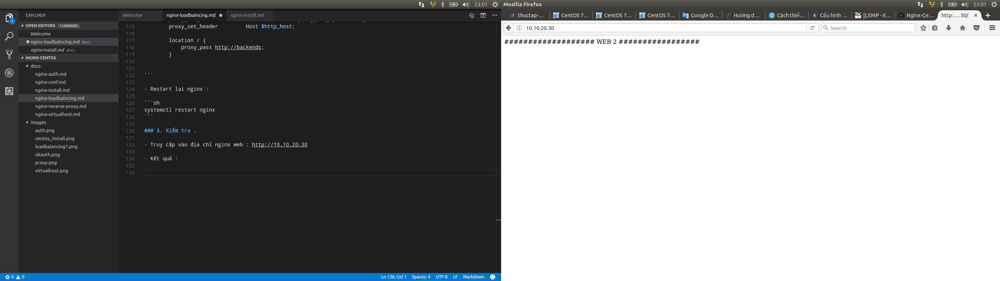 23:01
Mozilla Firefox
23:01
EXPLORER
OPEN EDITORS 1 UNSAVED
Welcome
nginx-loadbalncing.md docs
nginx-install.md docs
NGINX-CENTOS
docs
nginx-auth.md
nginx-conf.md
nginx-install.md
nginx-loadbalncing.md
nginx-reverse-proxy.md
nginx-virtualhost.md
images
auth.png
centos_install.png
loadbalancing1.png
okauth.png
proxy.png
virtualhost.png
1
Welcome
nginx-loadbalncing.md
nginx-install.md
115 proxy_set_header Host $http_host;
116
117 location / {
118 proxy_pass http://backends;
119 }
120
121
122 ```
123
124 - Restart lại nginx :
125
126 ```sh
127 systemctl restart nginx
128 ```
129
130 ### 3. Kiểm tra .
131
132 - Truy cập vào địa chỉ nginx web : http://10.10.20.30
133
134 - Kết quả :
135
136
0 0
Ln 136, Col 1 Spaces: 4 UTF-8 LF Markdown
thuctap-...
CentOS 7...
CentOS 7...
CentOS 7...
Google D...
Hướng d...
Cách thiế...
Cấu hình ...
[LEMP - II...
Nginx-Ce...
http:....30/
10.10.20.30
Search
################### WEB 2 #################